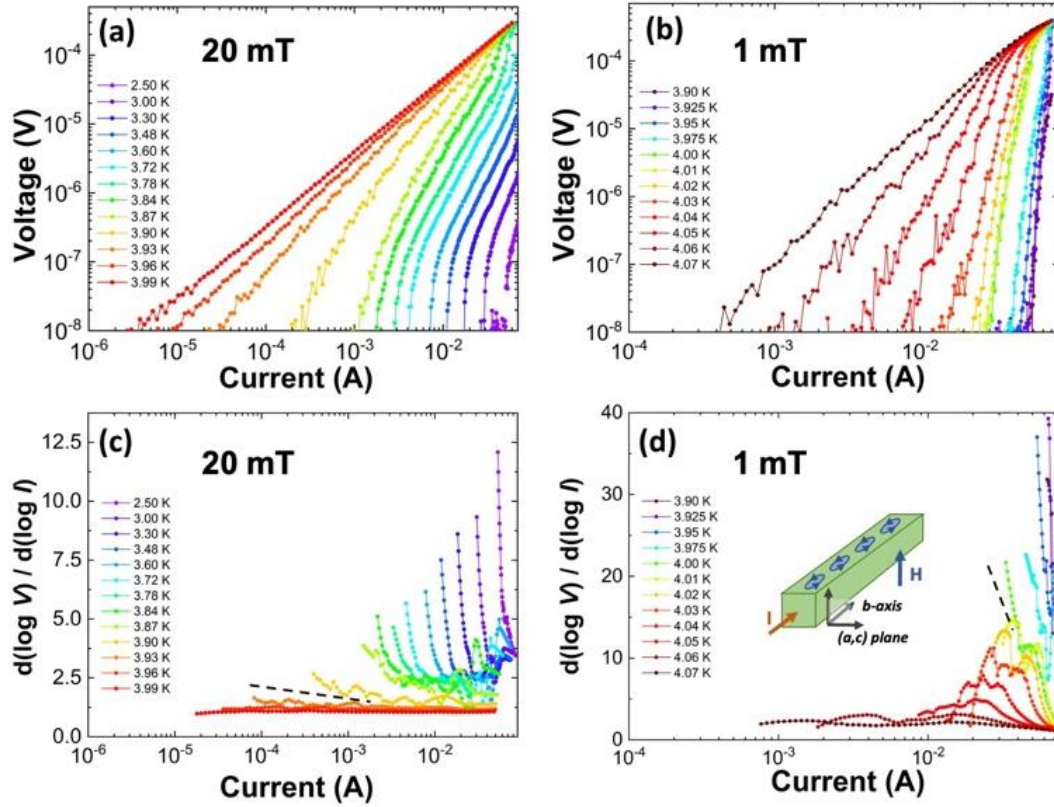 (a)
20 mT
2.50 K
3.00 K
3.30 K
3.48 K
3.60 K
3.72 K
3.78 K
3.84 K
3.87 K
3.90 K
3.93 K
3.96 K
3.99 K
Voltage (V)
10⁻⁴
10⁻⁵
10⁻⁶
10⁻⁷
10⁻⁸
10⁻⁶
10⁻⁵
10⁻⁴
10⁻³
10⁻²
Current (A)
(b)
1 mT
3.90 K
3.925 K
3.95 K
3.975 K
4.00 K
4.01 K
4.02 K
4.03 K
4.04 K
4.05 K
4.06 K
4.07 K
Voltage (V)
10⁻⁴
10⁻⁵
10⁻⁶
10⁻⁷
10⁻⁸
10⁻⁴
10⁻³
10⁻²
Current (A)
(c)
20 mT
2.50 K
3.00 K
3.30 K
3.48 K
3.60 K
3.72 K
3.78 K
3.84 K
3.87 K
3.90 K
3.93 K
3.96 K
3.99 K
d(log V) / d(log I)
12.5
10.0
7.5
5.0
2.5
0.0
10⁻⁶
10⁻⁵
10⁻⁴
10⁻³
10⁻²
Current (A)
(d)
1 mT
3.90 K
3.925 K
3.95 K
3.975 K
4.00 K
4.01 K
4.02 K
4.03 K
4.04 K
4.05 K
4.06 K
4.07 K
H
I
b-axis
(a,c) plane
d(log V) / d(log I)
40
30
20
10
0
10⁻⁴
10⁻³
10⁻²
Current (A)